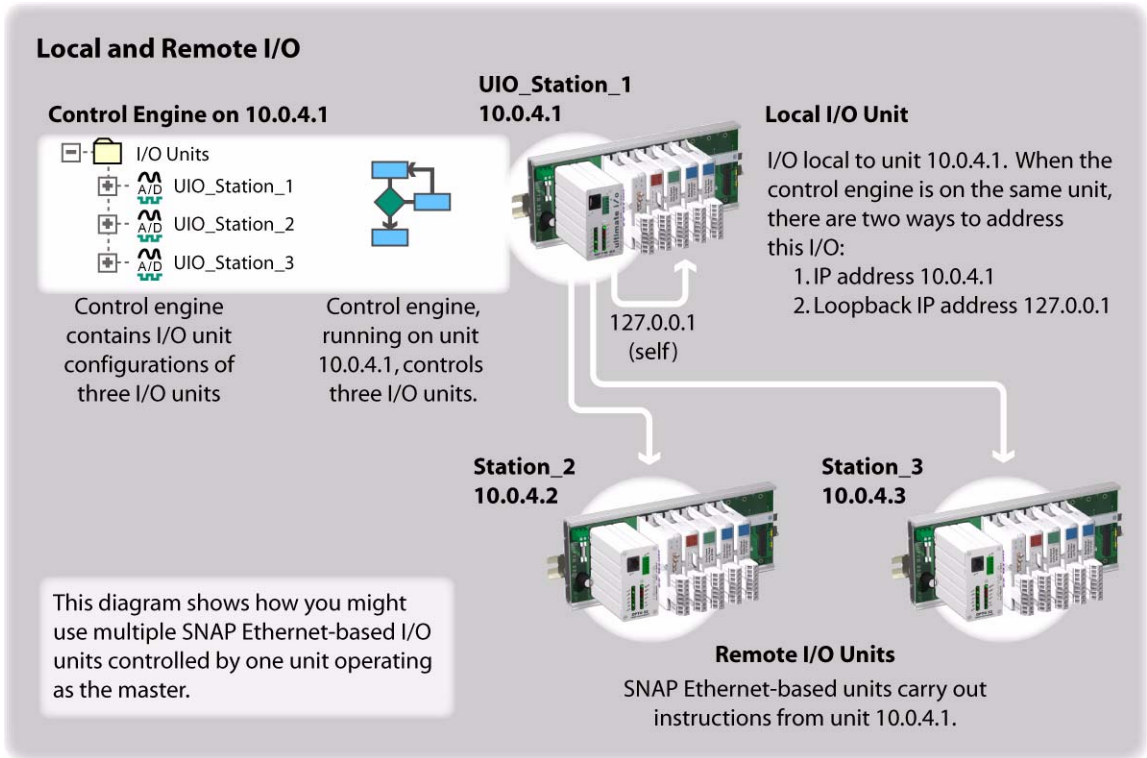 Local and Remote I/O
Control Engine on 10.0.4.1
I/O Units
A/D
UIO_Station_1
A/D
UIO_Station_2
A/D
UIO_Station_3
Control engine
contains I/O unit
configurations of
three I/O units
Control engine,
running on unit
10.0.4.1, controls
three I/O units.
UIO_Station_1
10.0.4.1
ultimate I/O
127.0.0.1
(self)
Local I/O Unit
I/O local to unit 10.0.4.1. When the
control engine is on the same unit,
there are two ways to address
this I/O:
1. IP address 10.0.4.1
2. Loopback IP address 127.0.0.1
Station_2
10.0.4.2
Station_3
10.0.4.3
Remote I/O Units
SNAP Ethernet-based units carry out
instructions from unit 10.0.4.1.
This diagram shows how you might
use multiple SNAP Ethernet-based I/O
units controlled by one unit operating
as the master.